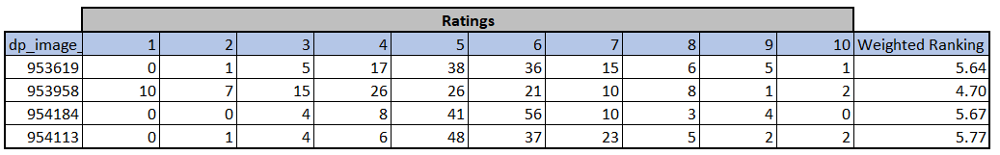 Ratings
dp_image_ 1 2 3 4 5 6 7 8 9 10 Weighted Ranking
953619 0 1 5 17 38 36 15 6 5 1 5.64
953958 10 7 15 26 26 21 10 8 1 2 4.70
954184 0 0 4 8 41 56 10 3 4 0 5.67
954113 0 1 4 6 48 37 23 5 2 2 5.77